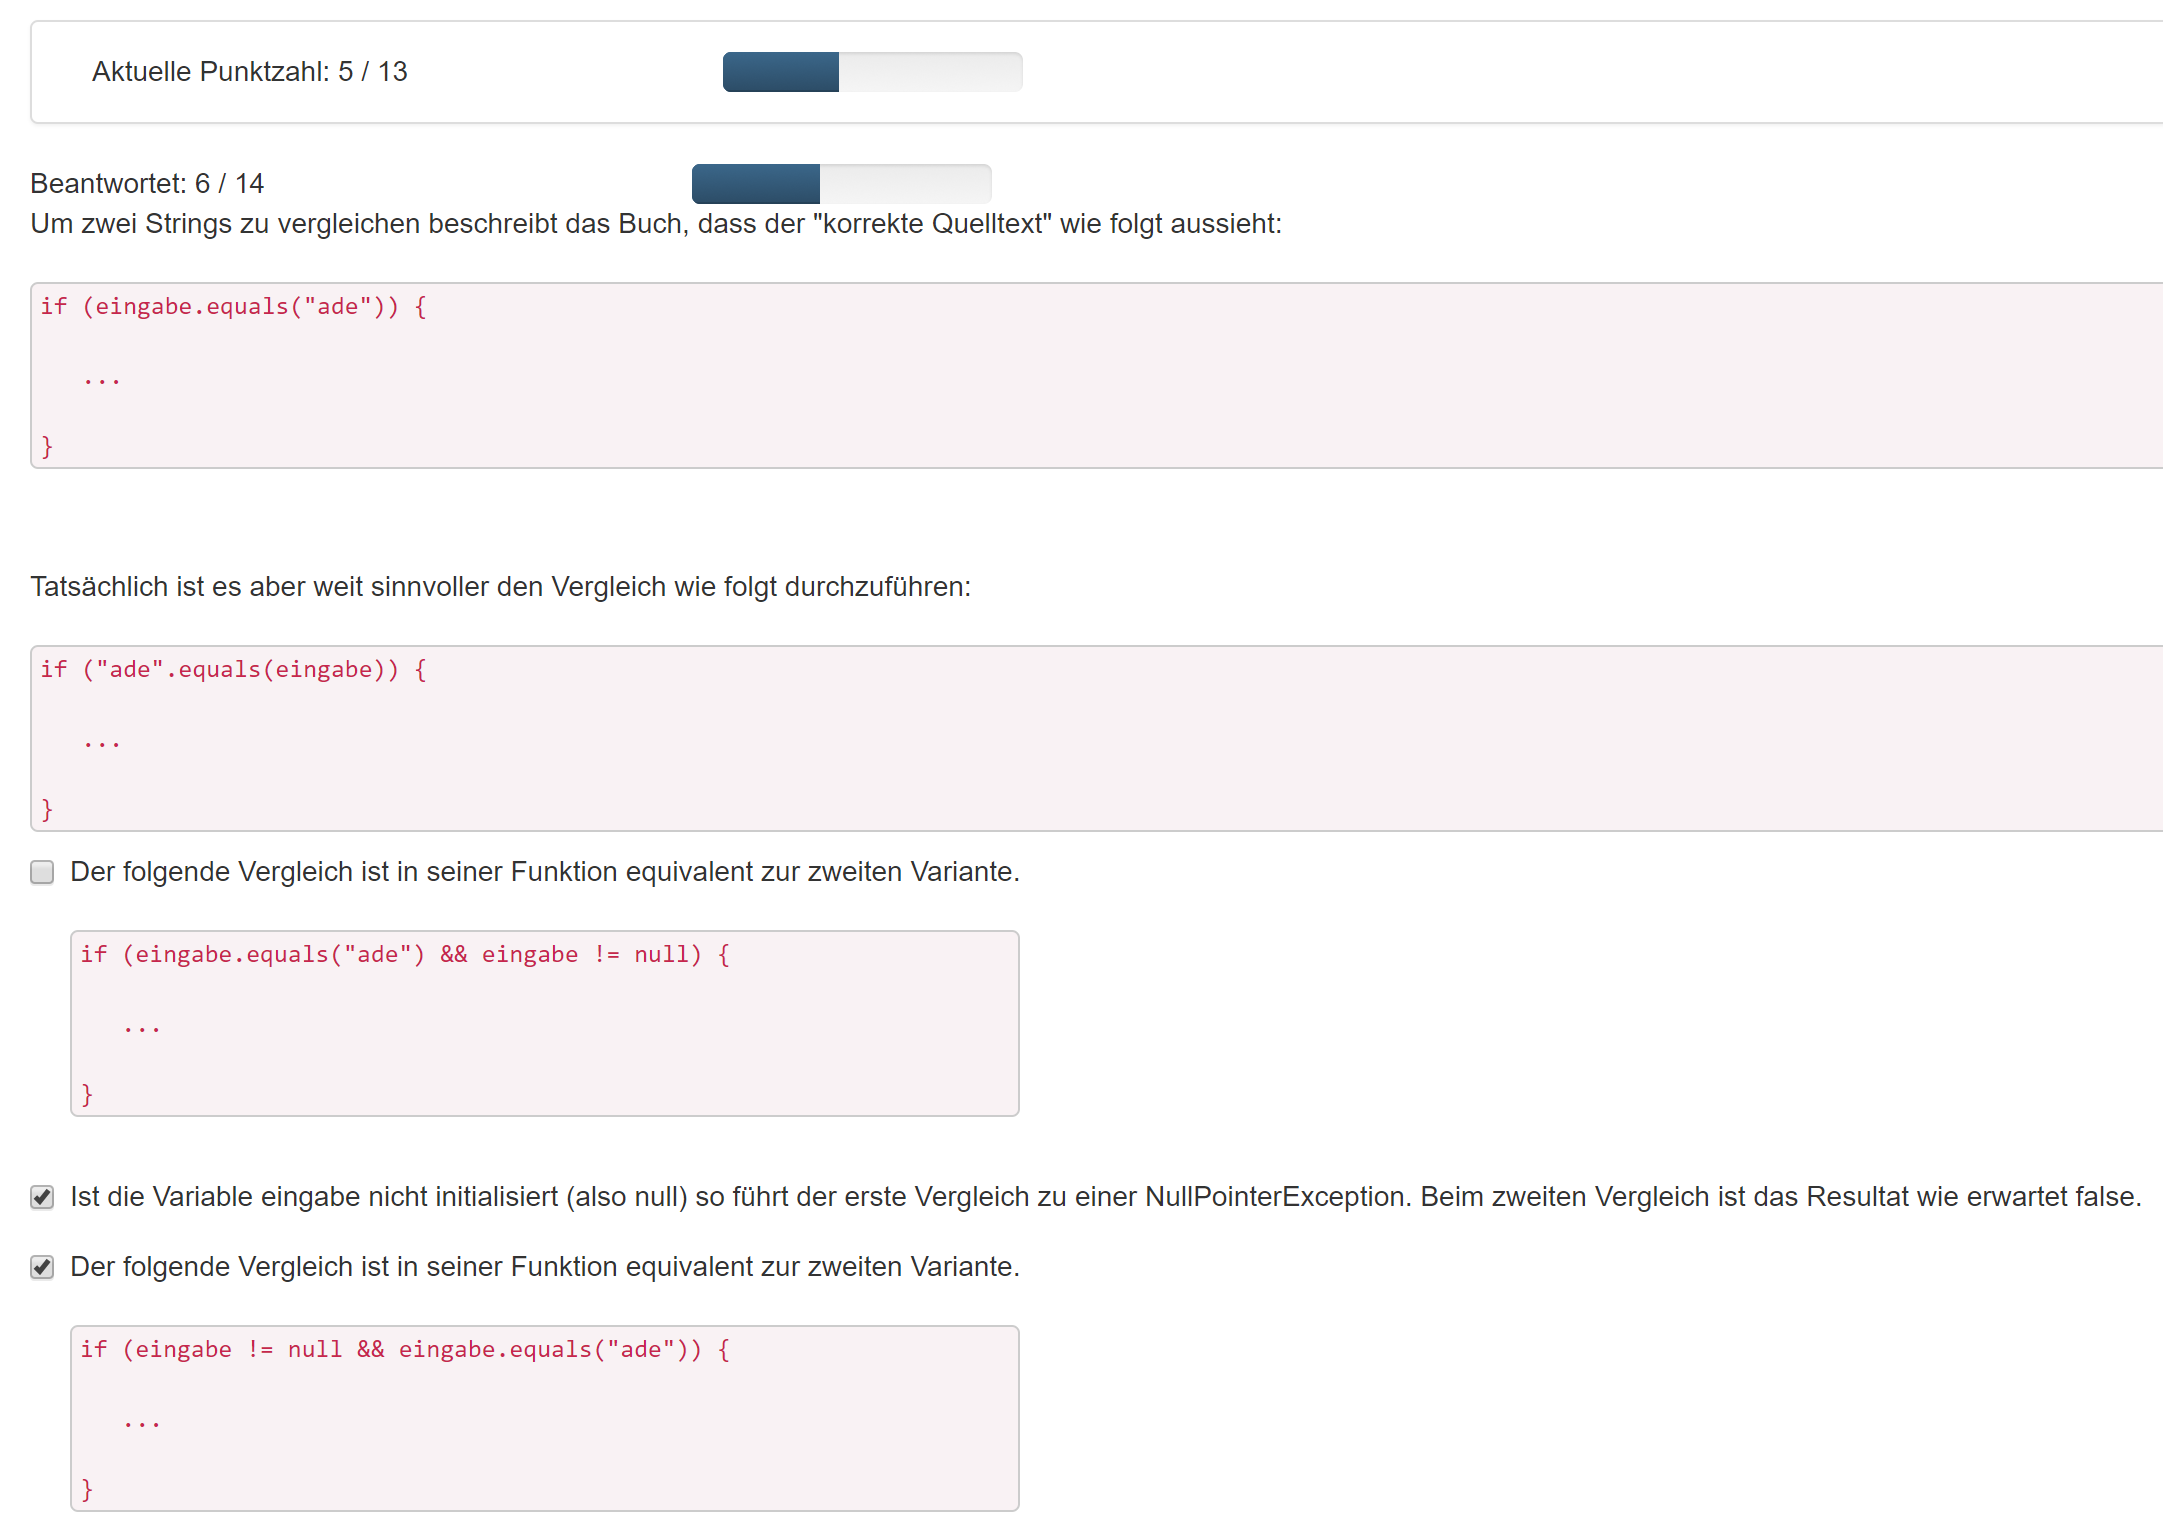 Aktuelle Punktzahl: 5 / 13
Beantwortet: 6 / 14
Um zwei Strings zu vergleichen beschreibt das Buch, dass der "korrekte Quelltext" wie folgt aussieht:
if (eingabe.equals("ade")) {
...
}
Tatsächlich ist es aber weit sinnvoller den Vergleich wie folgt durchzuführen:
if ("ade".equals(eingabe)) {
...
}
Der folgende Vergleich ist in seiner Funktion equivalent zur zweiten Variante.
if (eingabe.equals("ade") && eingabe != null) {
...
}
Ist die Variable eingabe nicht initialisiert (also null) so führt der erste Vergleich zu einer NullPointerException. Beim zweiten Vergleich ist das Resultat wie erwartet false.
Der folgende Vergleich ist in seiner Funktion equivalent zur zweiten Variante.
if (eingabe != null && eingabe.equals("ade")) {
...
}